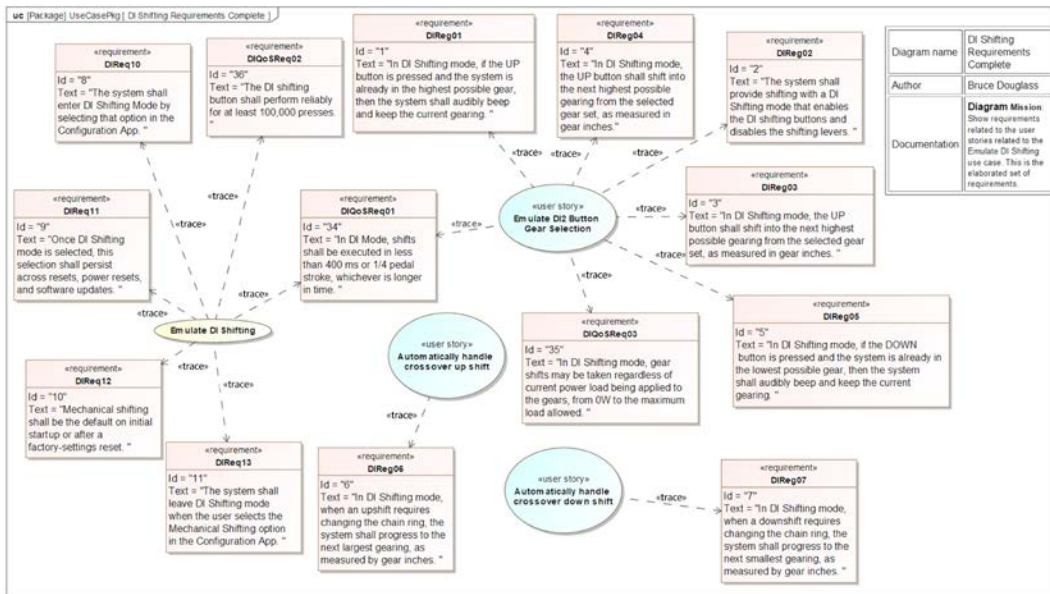 uc [Package] UseCasePkg [ DI Shifting Requirements Complete ]
«requirement»
DIReq10
Id = "8"
Text = "The system shall
enter DI Shifting Mode by
selecting that option in the
Configuration App. "
«requirement»
DIQoSReq02
Id = "36"
Text = "The DI shifting
button shall perform reliably
for at least 100,000 presses.
"
«requirement»
DIReg01
Id = "1"
Text = "In DI Shifting mode, if the UP
button is pressed and the system is
already in the highest possible gear,
then the system shall audibly beep
and keep the current gearing. "
«requirement»
DIReg04
Id = "4"
Text = "In DI Shifting mode,
the UP button shall shift into
the next highest possible
gearing from the selected
gear set, as measured in
gear inches. "
«requirement»
DIReg02
Id = "2"
Text = "The system shall
provide shifting with a DI
Shifting mode that enables
the DI shifting buttons and
disables the shifting levers. "
Diagram name
DI Shifting
Requirements
Complete
Author
Bruce Douglass
Documentation
Diagram Mission:
Show requirements
related to the user
stories related to the
Emulate DI Shifting
use case. This is the
elaborated set of
requirements.
«trace»
«trace»
«trace»
«trace»
«trace»
«requirement»
DIReq11
Id = "9"
Text = "Once DI Shifting
mode is selected, this
selection shall persist
across resets, power resets,
and software updates. "
«requirement»
DIQoSReq01
Id = "34"
Text = "In DI Mode, shifts
shall be executed in less
than 400 ms or 1/4 pedal
stroke, whichever is longer
in time. "
«trace»
«user story»
Emulate DI2 Button
Gear Selection
«trace»
«requirement»
DIReg03
Id = "3"
Text = "In DI Shifting mode, the UP
button shall shift into the next highest
possible gearing from the selected gear
set, as measured in gear inches. "
«trace»
«trace»
«trace»
«trace»
Emulate DI Shifting
«trace»
«trace»
«user story»
Automatically handle
crossover up shift
«requirement»
DIQoSReq03
Id = "35"
Text = "In DI Shifting mode, gear
shifts may be taken regardless of
current power load being applied to
the gears, from 0W to the maximum
load allowed. "
«requirement»
DIReg05
Id = "5"
Text = "In DI Shifting mode, if the DOWN
button is pressed and the system is already in
the lowest possible gear, then the system
shall audibly beep and keep the current
gearing. "
«requirement»
DIReq12
Id = "10"
Text = "Mechanical shifting
shall be the default on initial
startup or after a
factory-settings reset. "
«trace»
«requirement»
DIReq13
Id = "11"
Text = "The system shall
leave DI Shifting mode
when the user selects the
Mechanical Shifting option
in the Configuration App. "
«requirement»
DIReg06
Id = "6"
Text = "In DI Shifting mode,
when an upshift requires
changing the chain ring, the
system shall progress to the
next largest gearing, as
measured by gear inches. "
«user story»
Automatically handle
crossover down shift
«trace»
«requirement»
DIReg07
Id = "7"
Text = "In DI Shifting mode,
when a downshift requires
changing the chain ring, the
system shall progress to the
next smallest gearing, as
measured by gear inches. "